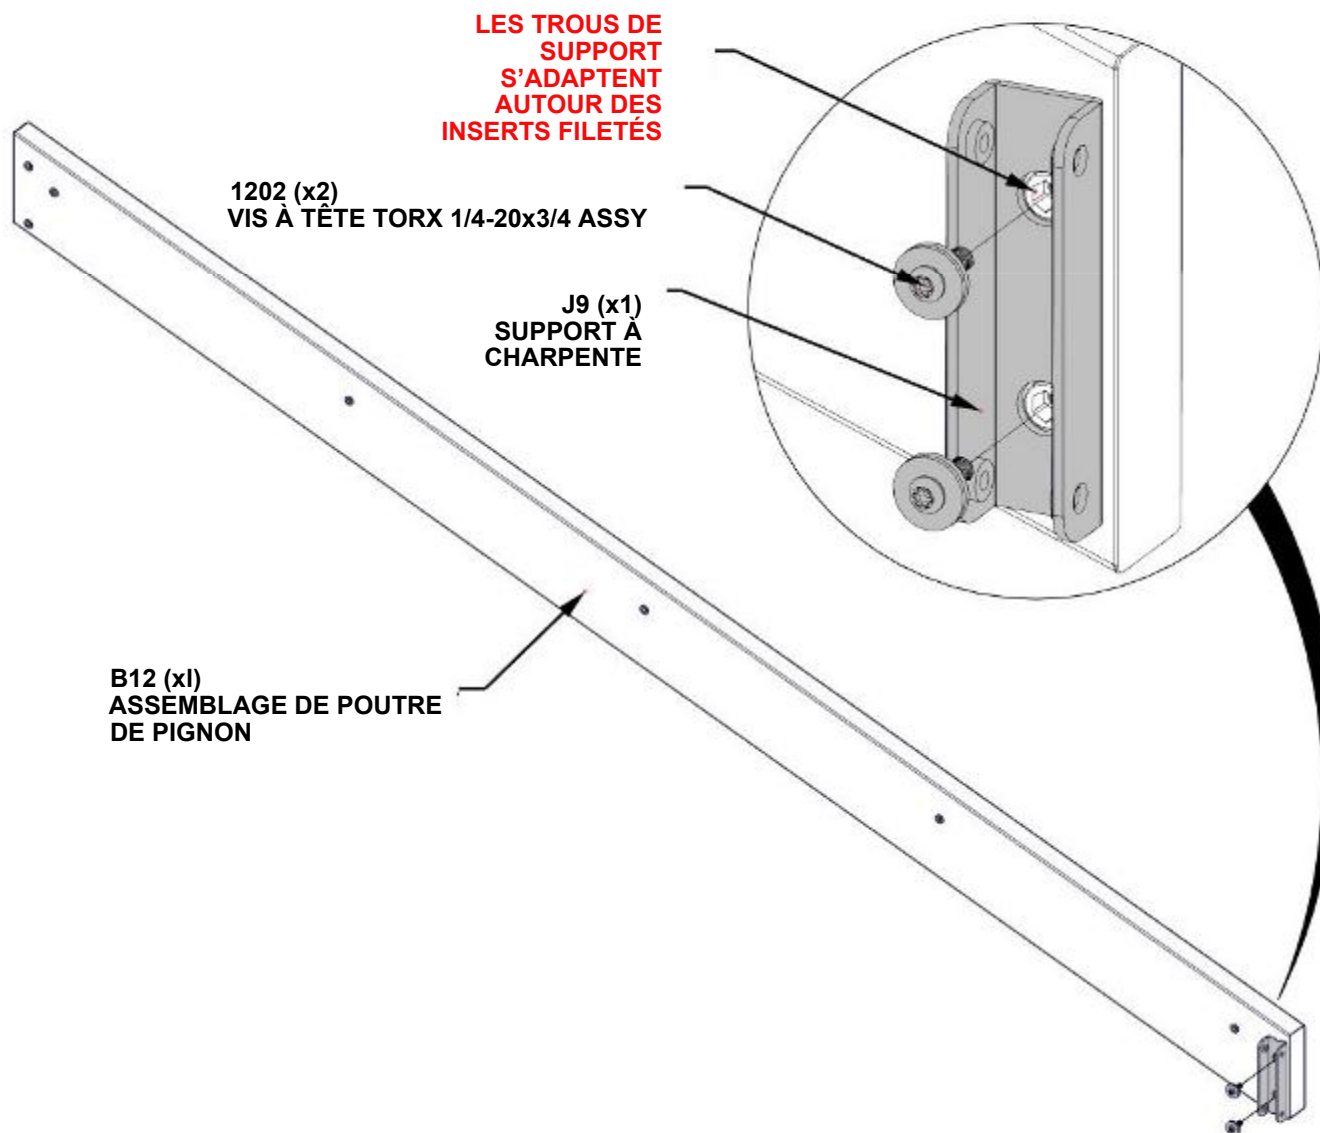 LES TROUS DE
SUPPORT
S’ADAPTENT
AUTOUR DES
INSERTS FILETÉS
1202 (x2)
VIS À TÊTE TORX 1/4-20x3/4 ASSY
J9 (x1)
SUPPORT À
CHARPENTE
B12 (xl)
ASSEMBLAGE DE POUTRE
DE PIGNON